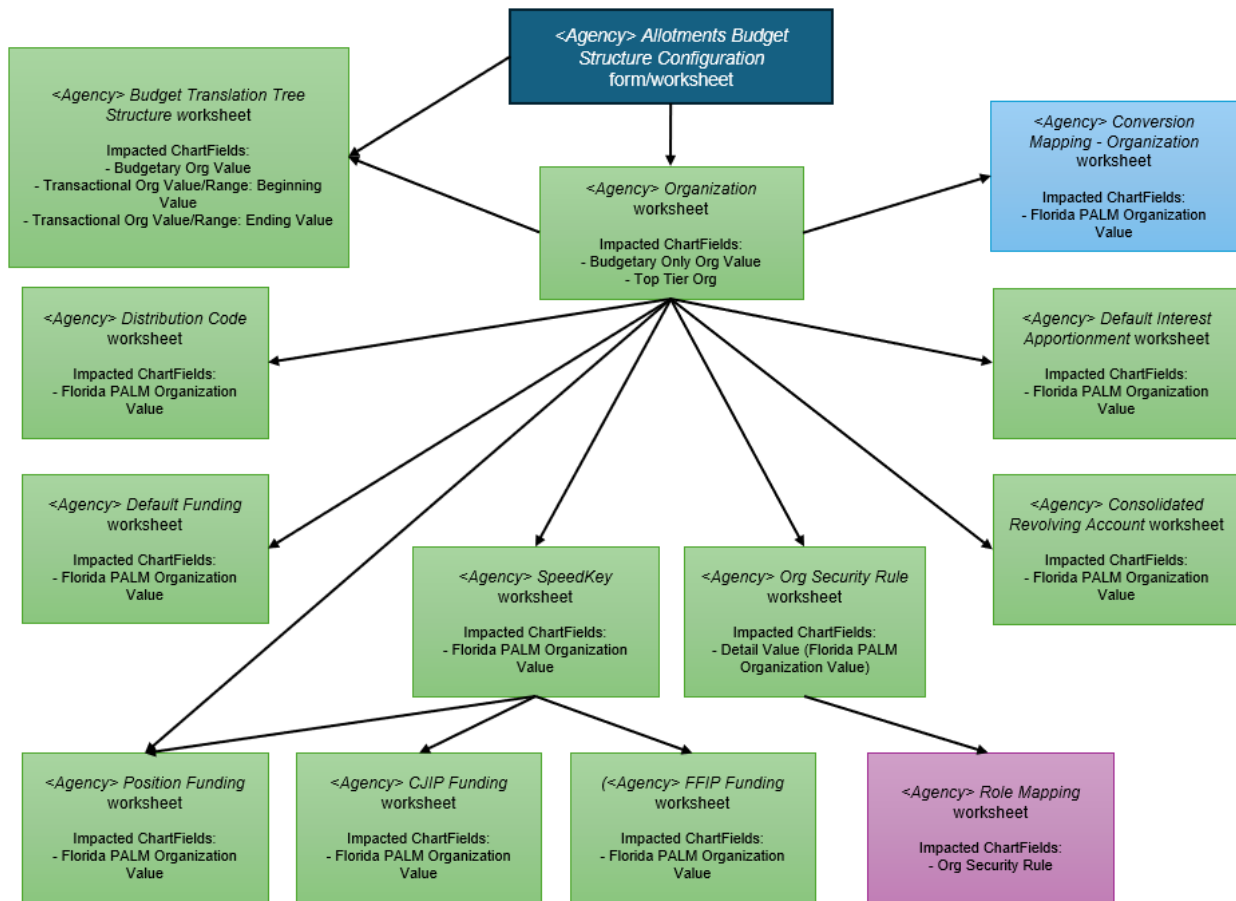 <Agency> Allotments Budget
Structure Configuration
form/worksheet
<Agency> Budget Translation Tree
Structure worksheet
Impacted ChartFields:
- Budgetary Org Value
- Transactional Org Value/Range: Beginning
Value
- Transactional Org Value/Range: Ending Value
<Agency> Organization
worksheet
Impacted ChartFields:
- Budgetary Only Org Value
- Top Tier Org
<Agency> Conversion
Mapping - Organization
worksheet
Impacted ChartFields:
- Florida PALM Organization
Value
<Agency> Distribution Code
worksheet
Impacted ChartFields:
- Florida PALM Organization
Value
<Agency> Default Interest
Apportionment worksheet
Impacted ChartFields:
- Florida PALM Organization
Value
<Agency> Default Funding
worksheet
Impacted ChartFields:
- Florida PALM Organization
Value
<Agency> SpeedKey
worksheet
Impacted ChartFields:
- Florida PALM Organization
Value
<Agency> Org Security Rule
worksheet
Impacted ChartFields:
- Detail Value (Florida PALM
Organization Value)
<Agency> Consolidated
Revolving Account worksheet
Impacted ChartFields:
- Florida PALM Organization
Value
<Agency> Position Funding
worksheet
Impacted ChartFields:
- Florida PALM Organization
Value
<Agency> CJIP Funding
worksheet
Impacted ChartFields:
- Florida PALM Organization
Value
(<Agency> FFIP Funding
worksheet
Impacted ChartFields:
- Florida PALM Organization
Value
<Agency> Role Mapping
worksheet
Impacted ChartFields:
- Org Security Rule